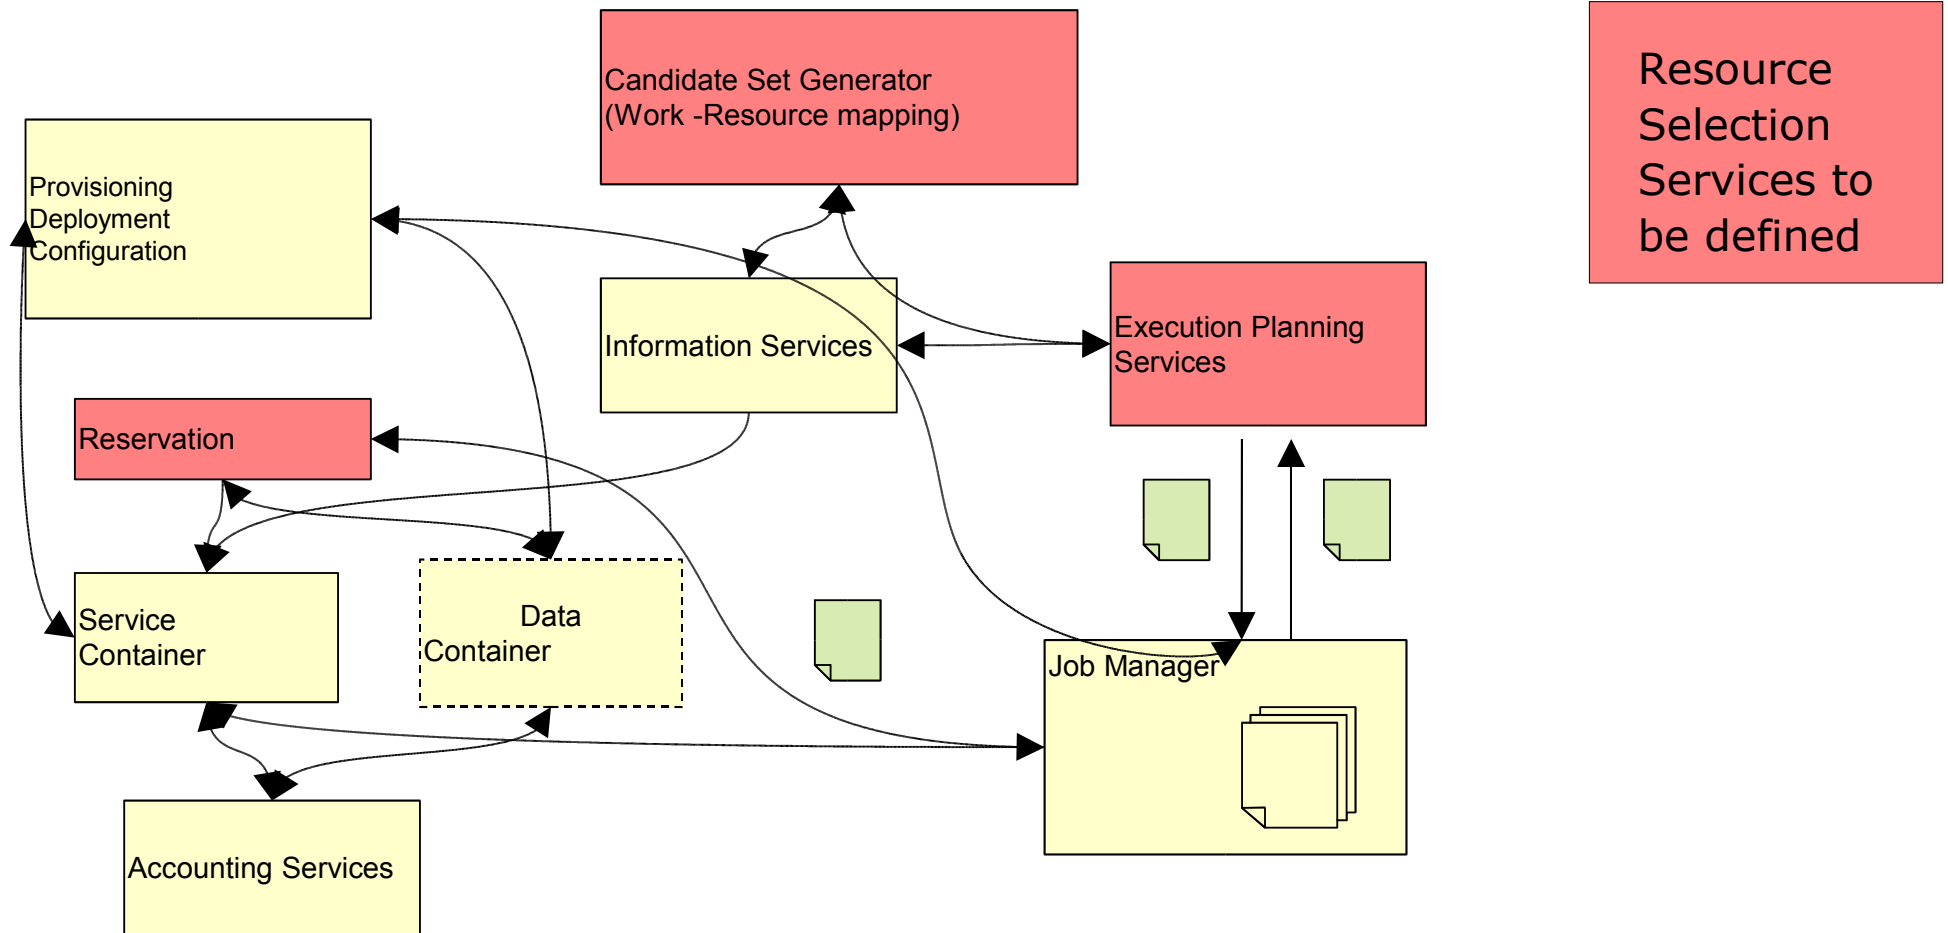 Candidate Set Generator
(Work -Resource mapping)
Resource
Selection
Services to
be defined
Provisioning
Deployment
Configuration
Information Services
Execution Planning
Services
Reservation
Service
Container
Data
Container
Job Manager
Accounting Services